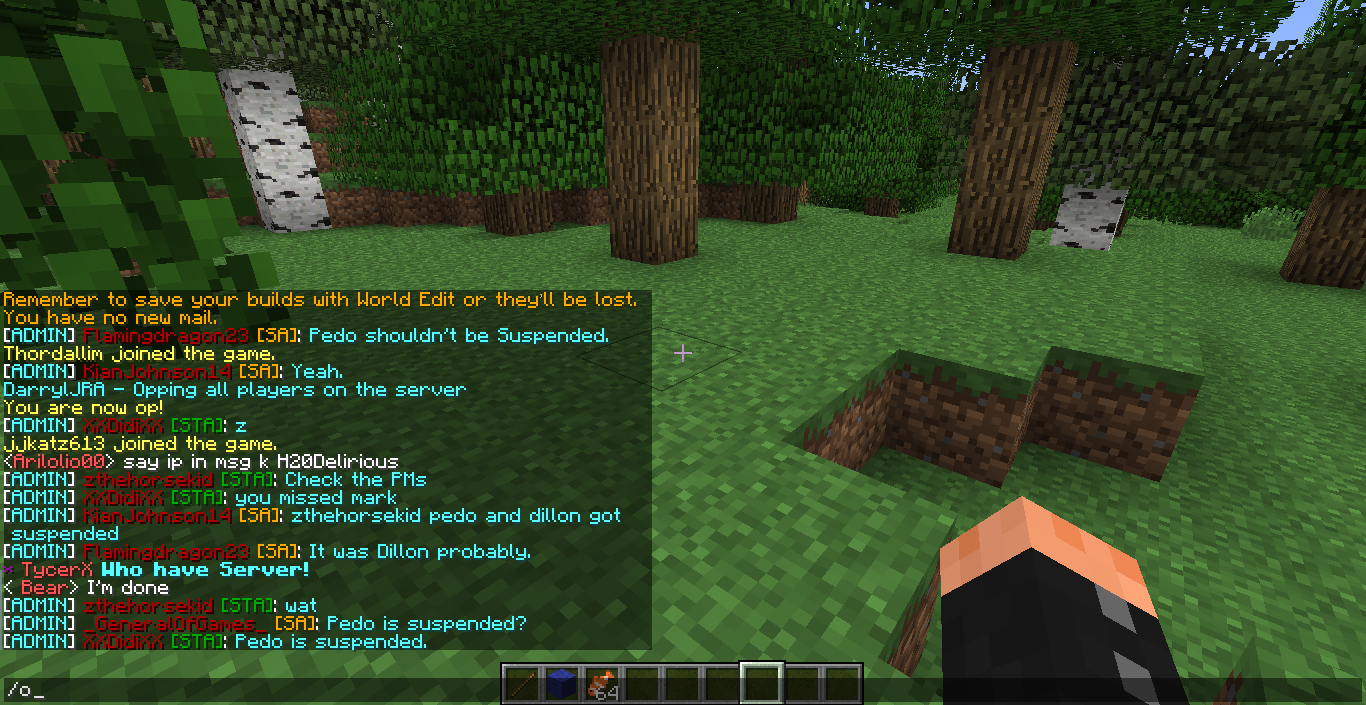 Remember to save your builds with World Edit or they'll be lost.
You have no new mail.
[ADMIN] Flamingdragon23 [SA]: Pedo shouldn't be Suspended.
Thordallim joined the game.
[ADMIN] KianJohnson14 [SA]: Yeah.
DarrylJRA - Opping all players on the server
You are now op!
[ADMIN] XXDidiXX [STA]: z
jjkatz613 joined the game.
<Arilolio00> say ip in msg k H20Delirious
[ADMIN] zthehorsekid [STA]: Check the PMs
[ADMIN] XXDidiXX [STA]: you missed mark
[ADMIN] KianJohnson14 [SA]: zthehorsekid pedo and dillon got
suspended
[ADMIN] Flamingdragon23 [SA]: It was Dillon probably.
× TycerX Who have Server!
< Bear> I'm done
[ADMIN] zthehorsekid [STA]: wat
[ADMIN] _GeneralOfGames_ [SA]: Pedo is suspended?
[ADMIN] XXDidiXX [STA]: Pedo is suspended.
64
/o_